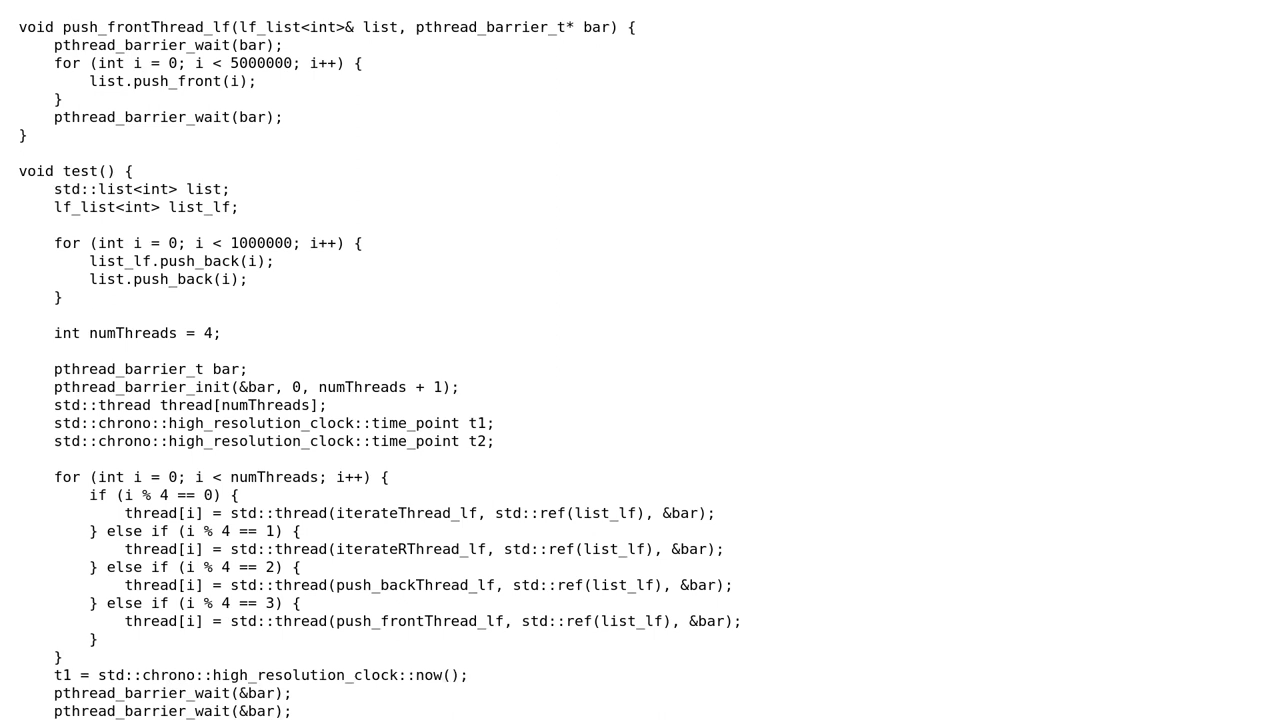 void push_frontThread_lf(lf_list<int>& list, pthread_barrier_t* bar) {
    pthread_barrier_wait(bar);
    for (int i = 0; i < 5000000; i++) {
        list.push_front(i);
    }
    pthread_barrier_wait(bar);
}

void test() {
    std::list<int> list;
    lf_list<int> list_lf;

    for (int i = 0; i < 1000000; i++) {
        list_lf.push_back(i);
        list.push_back(i);
    }

    int numThreads = 4;

    pthread_barrier_t bar;
    pthread_barrier_init(&bar, 0, numThreads + 1);
    std::thread thread[numThreads];
    std::chrono::high_resolution_clock::time_point t1;
    std::chrono::high_resolution_clock::time_point t2;

    for (int i = 0; i < numThreads; i++) {
        if (i % 4 == 0) {
            thread[i] = std::thread(iterateThread_lf, std::ref(list_lf), &bar);
        } else if (i % 4 == 1) {
            thread[i] = std::thread(iterateRThread_lf, std::ref(list_lf), &bar);
        } else if (i % 4 == 2) {
            thread[i] = std::thread(push_backThread_lf, std::ref(list_lf), &bar);
        } else if (i % 4 == 3) {
            thread[i] = std::thread(push_frontThread_lf, std::ref(list_lf), &bar);
        }
    }
    t1 = std::chrono::high_resolution_clock::now();
    pthread_barrier_wait(&bar);
    pthread_barrier_wait(&bar);